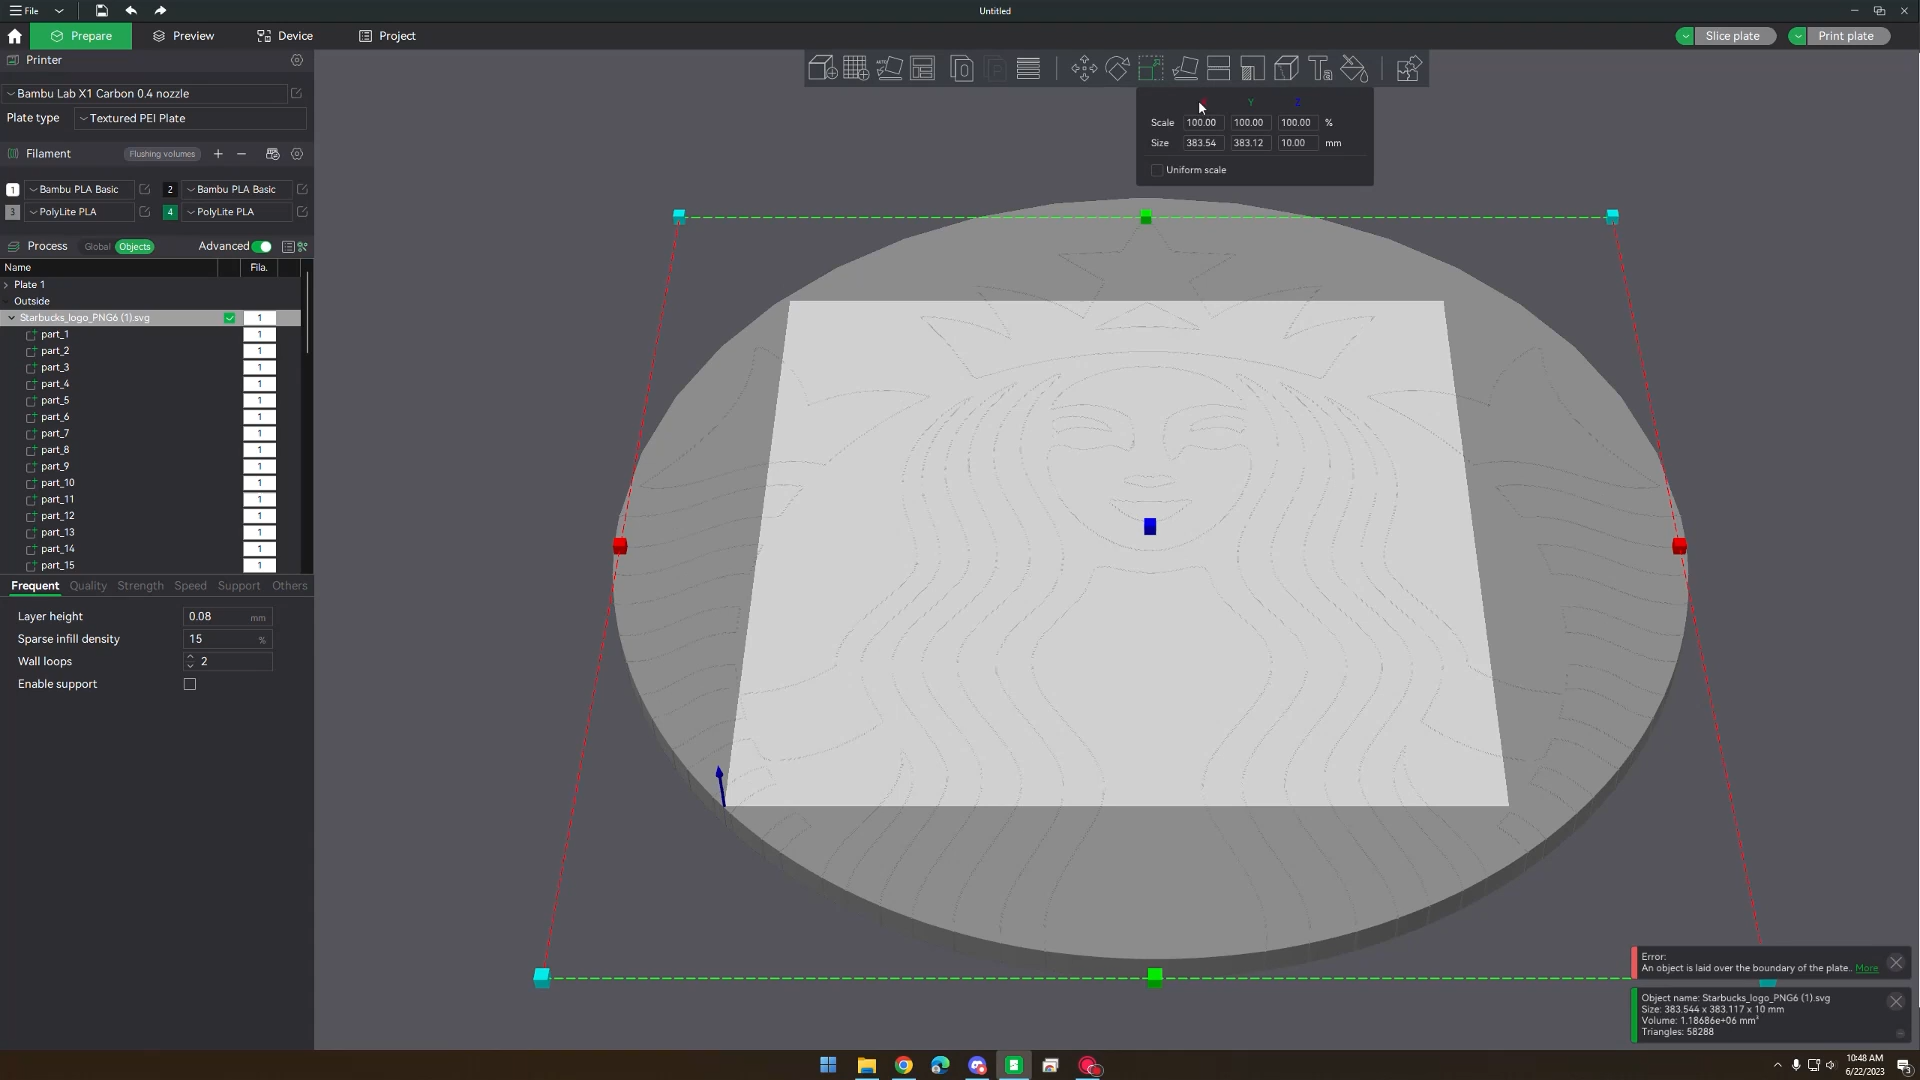 File
Untitled
Prepare
Preview
Device
Project
Slice plate
Print plate
Printer
Bambu Lab X1 Carbon 0.4 nozzle
Plate type
Textured PEI Plate
Filament
Flushing volumes
1 Bambu PLA Basic 2 Bambu PLA Basic
3 PolyLite PLA 4 PolyLite PLA
Process Global Objects Advanced
Name Fila.
Plate 1
Outside
Starbucks_logo_PNG6 (1).svg 1
part_1 1
part_2 1
part_3 1
part_4 1
part_5 1
part_6 1
part_7 1
part_8 1
part_9 1
part_10 1
part_11 1
part_12 1
part_13 1
part_14 1
part_15 1
Frequent Quality Strength Speed Support Others
Layer height 0.08 mm
Sparse infill density 15 %
Wall loops 2
Enable support
Y Z
Scale 100.00 100.00 100.00 %
Size 383.54 383.12 10.00 mm
Uniform scale
Error:
An object is laid over the boundary of the plate.. More
Object name: Starbucks_logo_PNG6 (1).svg
Size: 383.544 x 383.117 x 10 mm
Volume: 1.18686e+06 mm³
Triangles: 58288
10:48 AM
6/22/2023